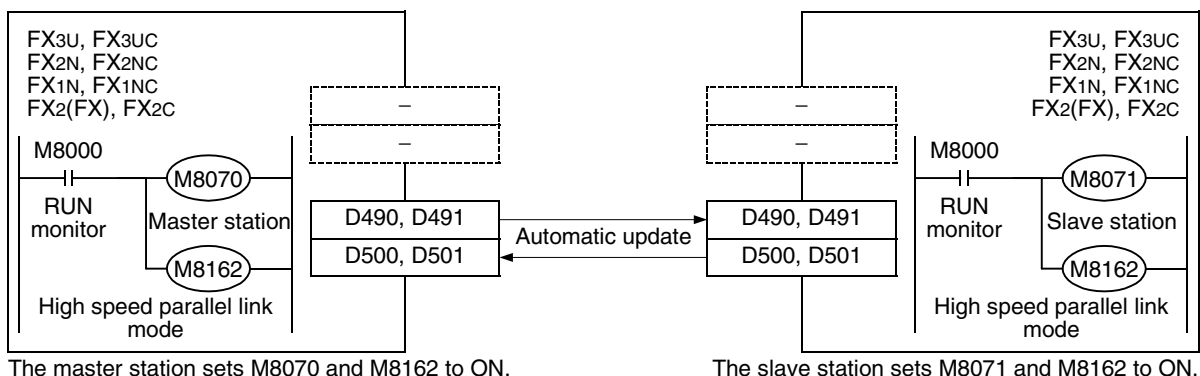 FX3U, FX3UC
FX2N, FX2NC
FX1N, FX1NC
FX2(FX), FX2C
M8000
M8070
RUN
monitor
Master station
M8162
High speed parallel link
mode
–
–
D490, D491
D500, D501
Automatic update
–
–
D490, D491
D500, D501
FX3U, FX3UC
FX2N, FX2NC
FX1N, FX1NC
FX2(FX), FX2C
M8000
M8071
RUN
monitor
Slave station
M8162
High speed parallel link
mode
The master station sets M8070 and M8162 to ON.
The slave station sets M8071 and M8162 to ON.